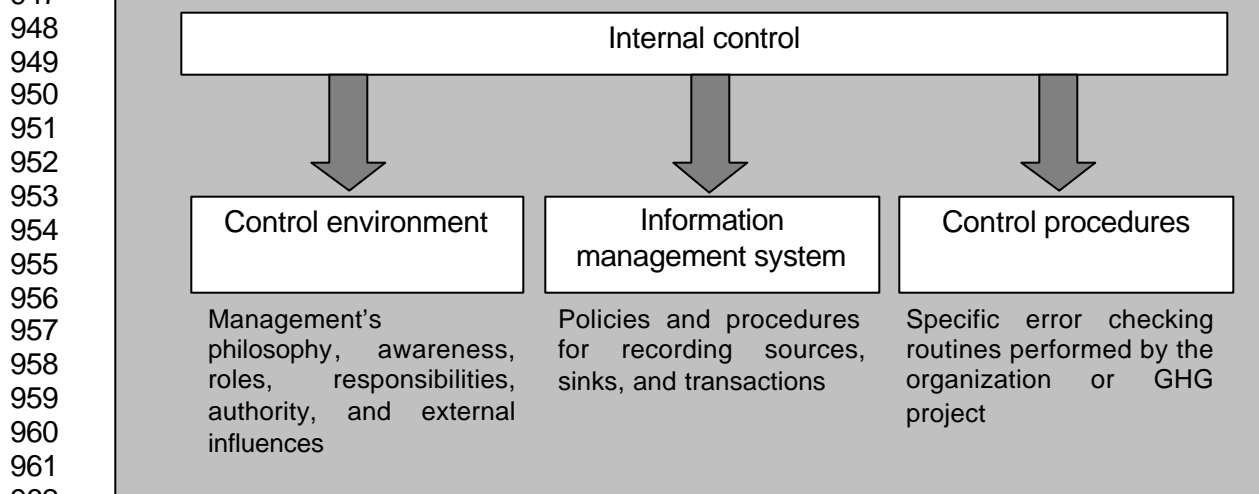 948
949
950
951
952
953
954
955
956
957
958
959
960
961
Internal control
Control environment
Information
management system
Control procedures
Management's
philosophy, awareness,
roles, responsibilities,
authority, and external
influences
Policies and procedures
for recording sources,
sinks, and transactions
Specific error checking
routines performed by the
organization or GHG
project